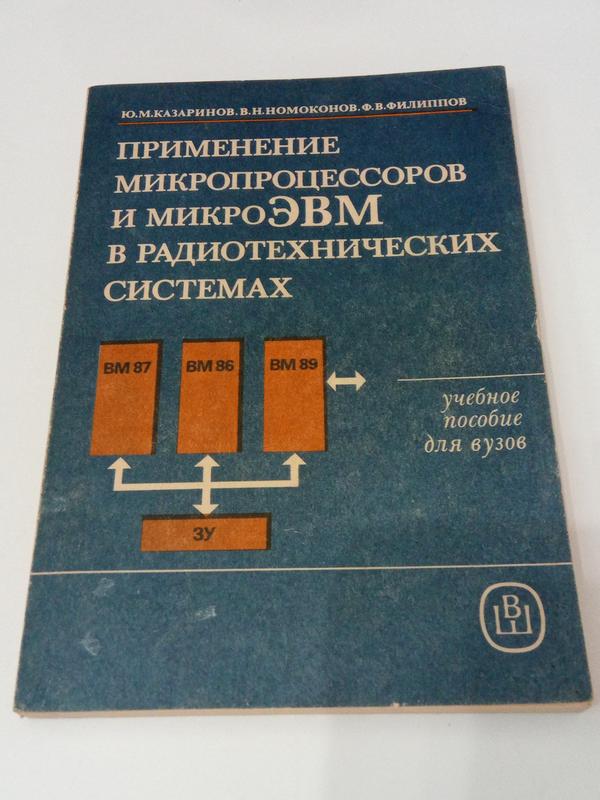 Ю.М.КАЗАРИНОВ.В.Н.НОМОКОНОВ.Ф.В.ФИЛИППОВ
ПРИМЕНЕНИЕ
МИКРОПРОЦЕССОРОВ
И МИКРОЭВМ
В РАДИОТЕХНИЧЕСКИХ
СИСТЕМАХ
ВМ 87 ВМ 86 ВМ 89
учебное
пособие
для вузов
ЗУ
ВШ